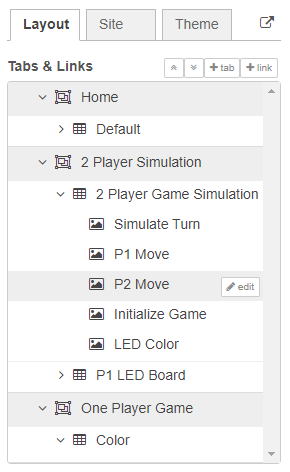 Layout Site Theme
Tabs & Links + tab + link
Home
Default
2 Player Simulation
2 Player Game Simulation
Simulate Turn
P1 Move
P2 Move edit
Initialize Game
LED Color
P1 LED Board
One Player Game
Color